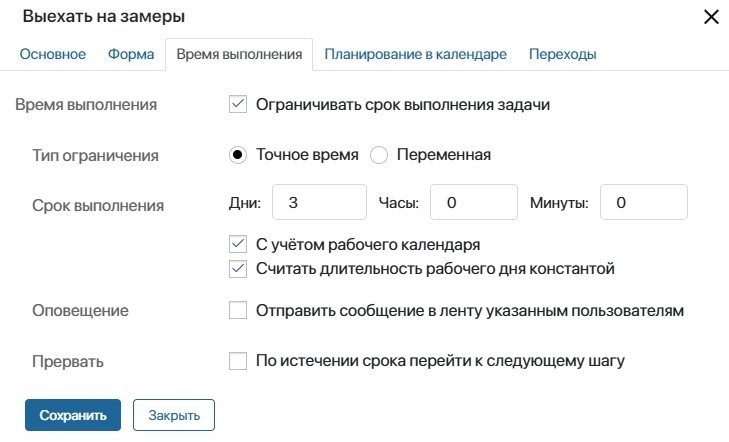 Выехать на замеры
Основное Форма Время выполнения Планирование в календаре Переходы
Время выполнения Ограничивать срок выполнения задачи
Тип ограничения Точное время Переменная
Срок выполнения Дни: 3 Часы: 0 Минуты: 0
С учётом рабочего календаря
Считать длительность рабочего дня константой
Оповещение Отправить сообщение в ленту указанным пользователям
Прервать По истечении срока перейти к следующему шагу
Сохранить Закрыть